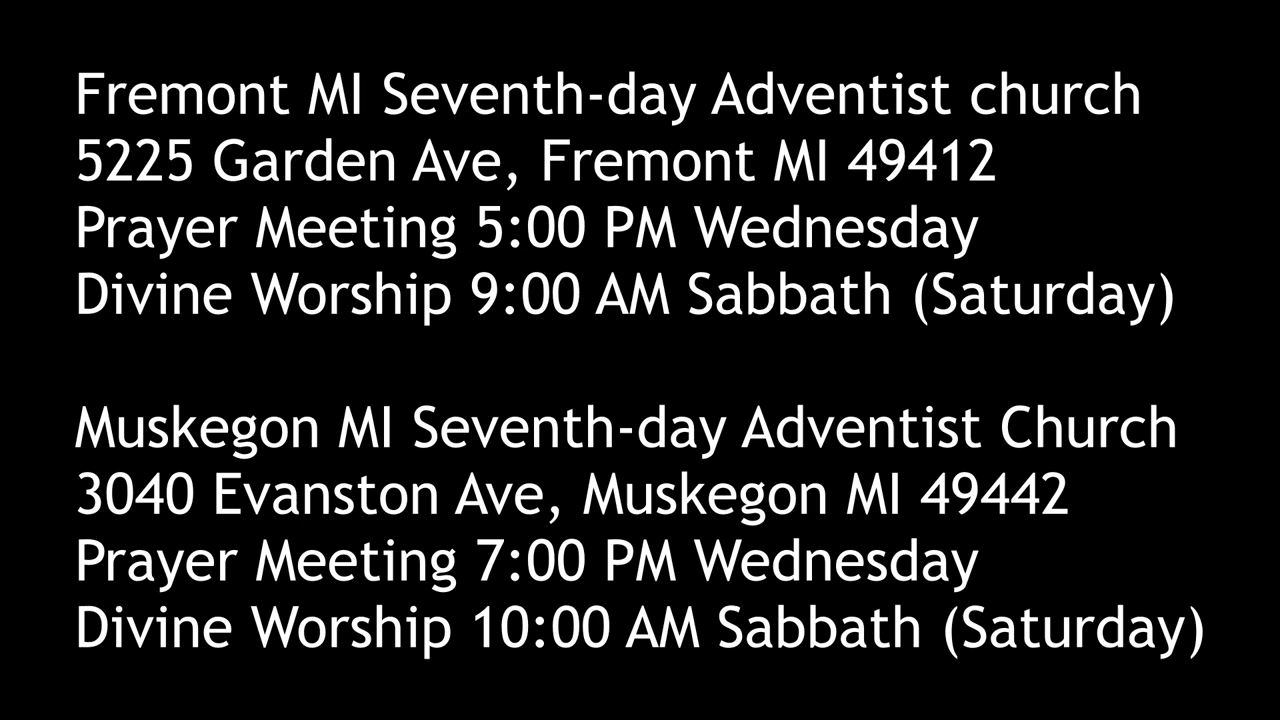 Fremont MI Seventh-day Adventist church
5225 Garden Ave, Fremont MI 49412
Prayer Meeting 5:00 PM Wednesday
Divine Worship 9:00 AM Sabbath (Saturday)
Muskegon MI Seventh-day Adventist Church
3040 Evanston Ave, Muskegon MI 49442
Prayer Meeting 7:00 PM Wednesday
Divine Worship 10:00 AM Sabbath (Saturday)